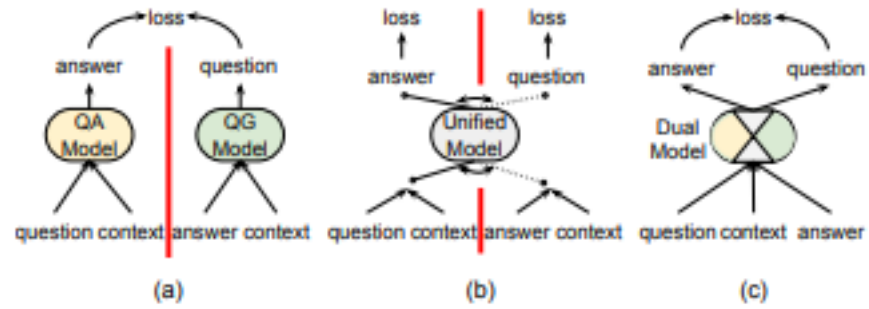 loss
answer question
QA Model
QG Model
question context answer context
(a)
loss loss
answer question
Unified Model
question context answer context
(b)
loss
answer question
Dual Model
question context answer
(c)